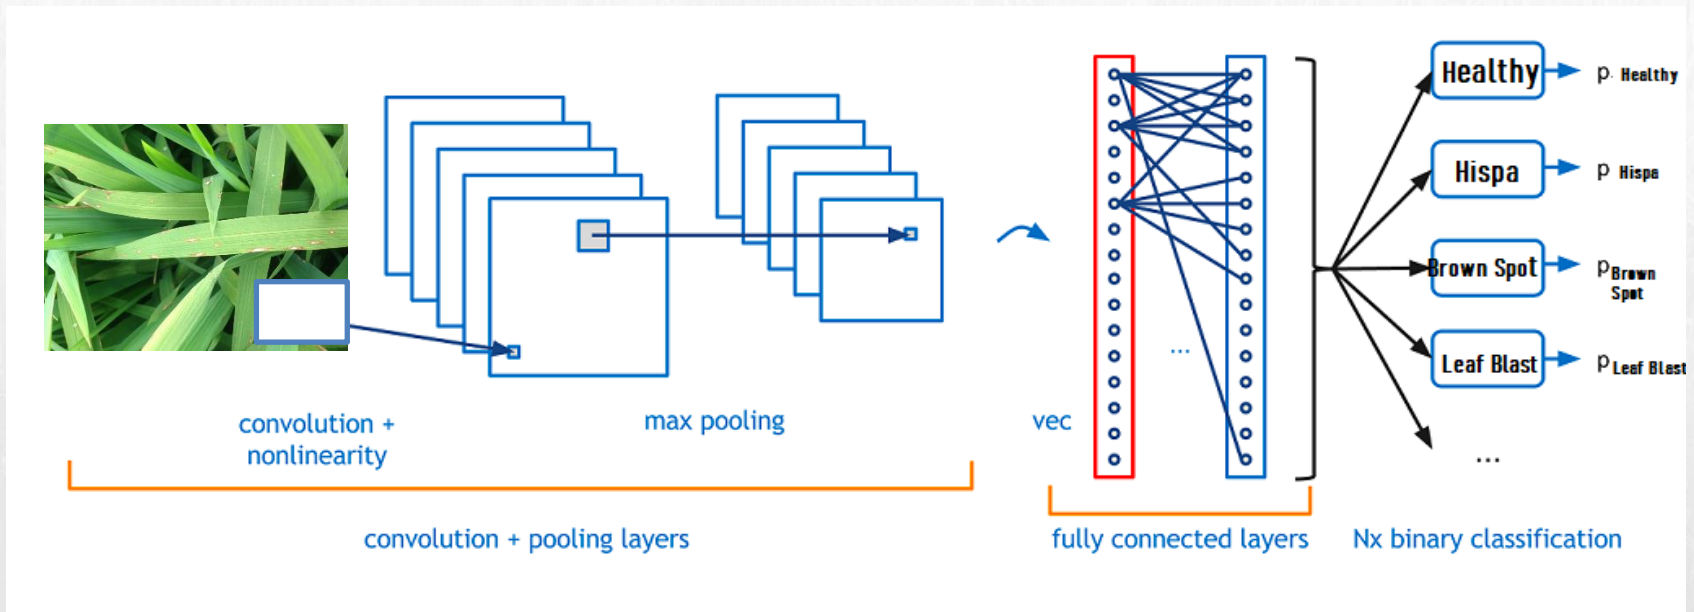 Healthy
p. Healthy
Hispa
p Hispa
Brown Spot
p Brown
Spot
Leaf Blast
p Leaf Blast
...
...
vec
convolution +
nonlinearity
max pooling
convolution + pooling layers
fully connected layers
Nx binary classification